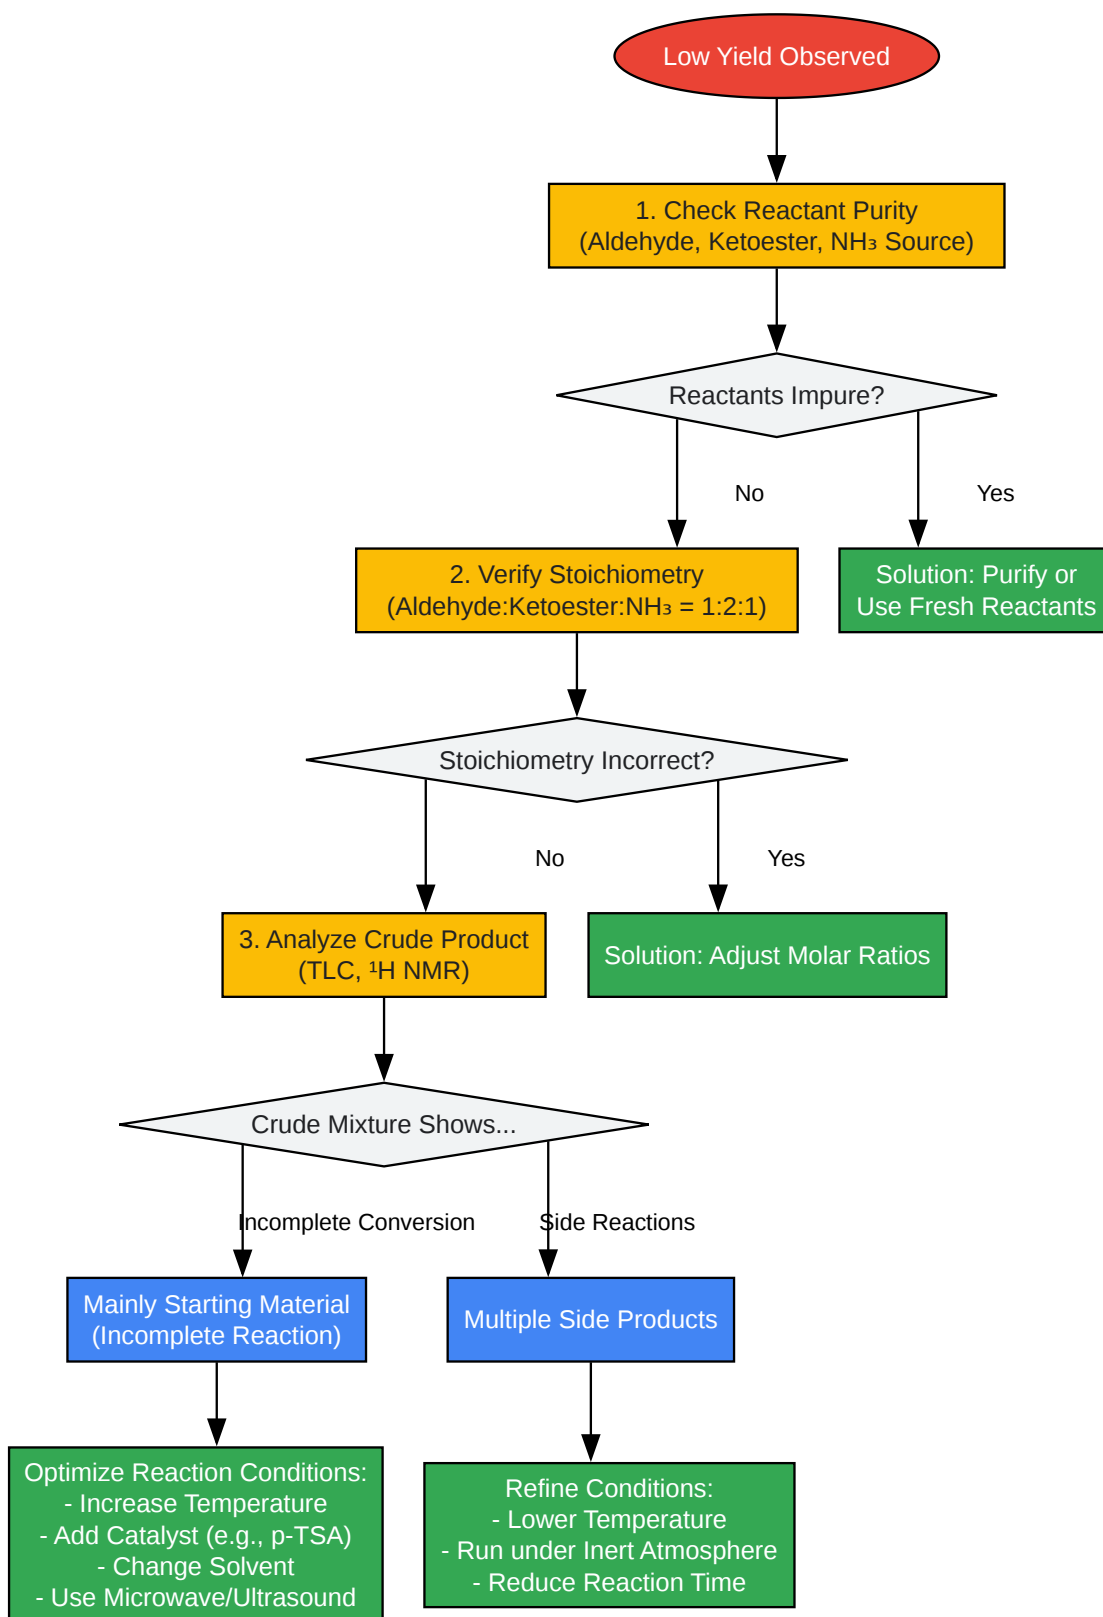 Low Yield Observed
1. Check Reactant Purity
(Aldehyde, Ketoester, NH₃ Source)
Reactants Impure?
No
Yes
2. Verify Stoichiometry
(Aldehyde:Ketoester:NH₃ = 1:2:1)
Solution: Purify or
Use Fresh Reactants
Stoichiometry Incorrect?
No
Yes
3. Analyze Crude Product
(TLC, ¹H NMR)
Solution: Adjust Molar Ratios
Crude Mixture Shows...
Incomplete Conversion
Side Reactions
Mainly Starting Material
(Incomplete Reaction)
Multiple Side Products
Optimize Reaction Conditions:
- Increase Temperature
- Add Catalyst (e.g., p-TSA)
- Change Solvent
- Use Microwave/Ultrasound
Refine Conditions:
- Lower Temperature
- Run under Inert Atmosphere
- Reduce Reaction Time